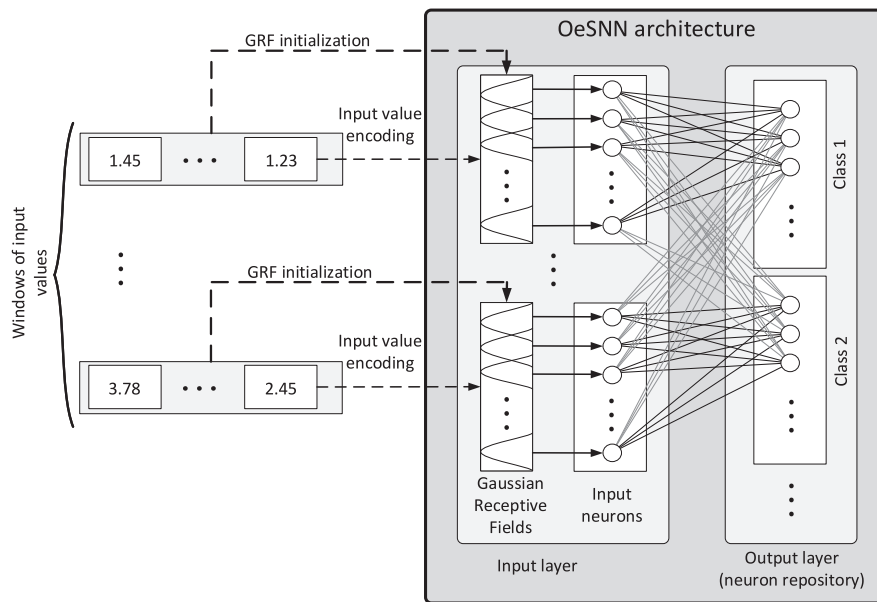 OeSNN architecture
GRF initialization
Input value
encoding
1.45
1.23
Windows of input
values
GRF initialization
Input value
encoding
3.78
2.45
Class 1
Class 2
Gaussian
Receptive
Fields
Input
neurons
Input layer
Output layer
(neuron repository)